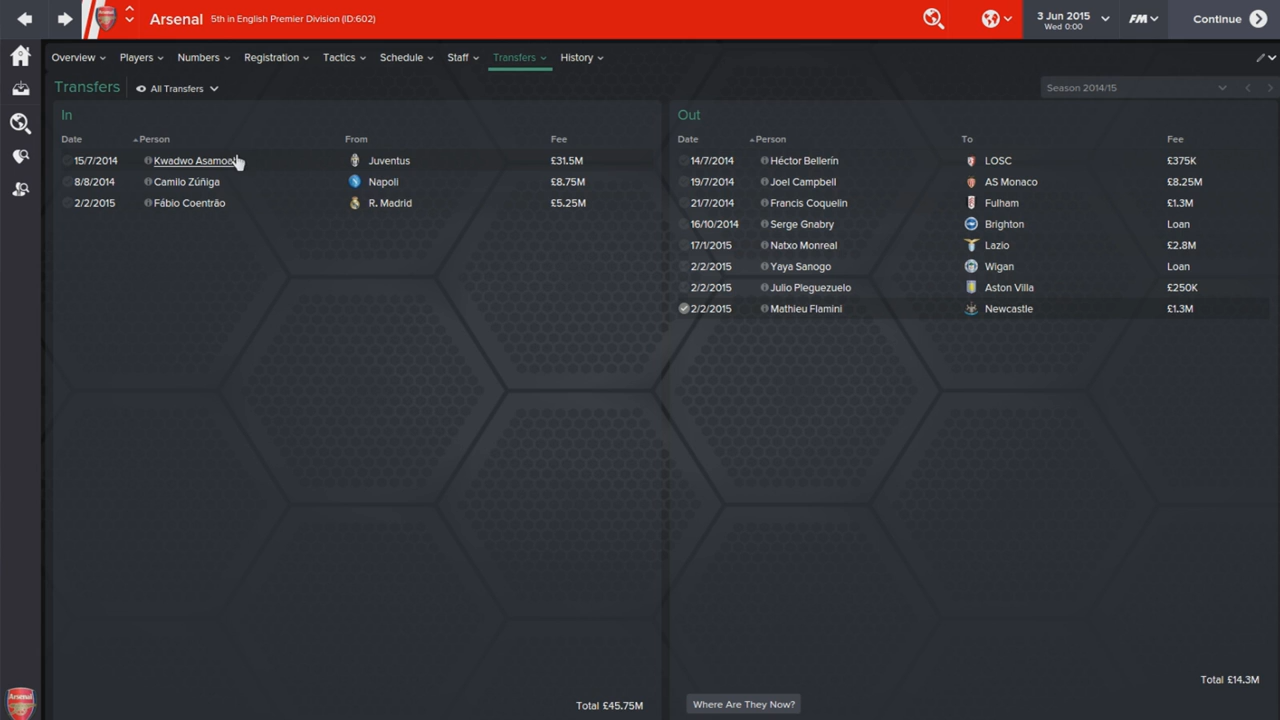 Arsenal 5th in English Premier Division (ID:602) 3 Jun 2015 Wed 0:00 FM Continue
Overview Players Numbers Registration Tactics Schedule Staff Transfers History
Transfers All Transfers Season 2014/15
In
Date Person From Fee
15/7/2014 Kwadwo Asamoah Juventus £31.5M
8/8/2014 Camilo Zúñiga Napoli £8.75M
2/2/2015 Fábio Coentrão R. Madrid £5.25M
Total £45.75M
Out
Date Person To Fee
14/7/2014 Héctor Bellerín LOSC £375K
19/7/2014 Joel Campbell AS Monaco £8.25M
21/7/2014 Francis Coquelin Fulham £1.3M
16/10/2014 Serge Gnabry Brighton Loan
17/1/2015 Natxo Monreal Lazio £2.8M
2/2/2015 Yaya Sanogo Wigan Loan
2/2/2015 Julio Pleguezuelo Aston Villa £250K
2/2/2015 Mathieu Flamini Newcastle £1.3M
Total £14.3M
Where Are They Now?
Arsenal